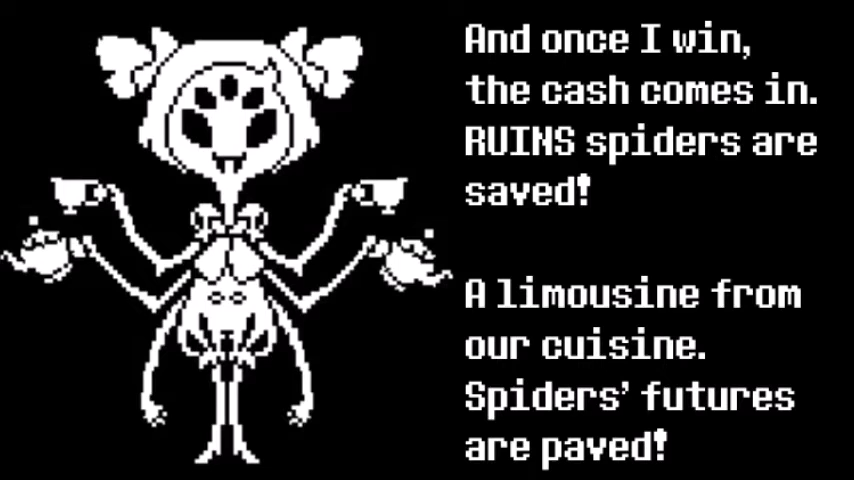 And once I win,
the cash comes in.
RUINS spiders are
saved!
A limousine from
our cuisine.
Spiders' futures
are paved!